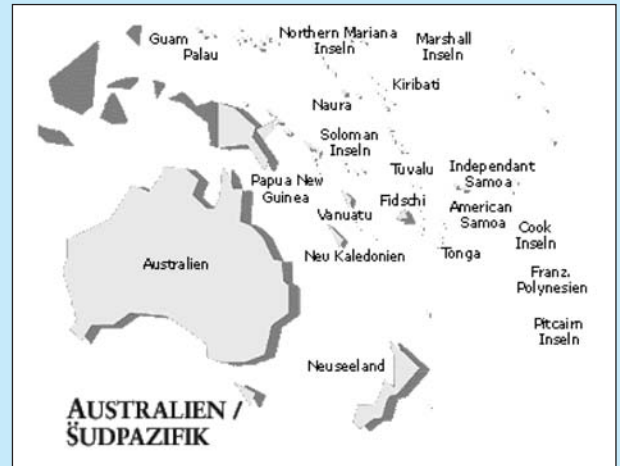 Guam
Palau
Northern Mariana
Inseln
Marshall
Inseln
Kiribati
Naura
Soloman
Inseln
Tuvalu
Independant
Samoa
Papua New
Guinea
Vanuatu
Fidschi
American
Samoa
Cook
Inseln
Australien
Neu Kaledonien
Tonga
Franz.
Polynesien
Pitcairn
Inseln
Neuseeland
AUSTRALIEN /
SÜDPAZIFIK